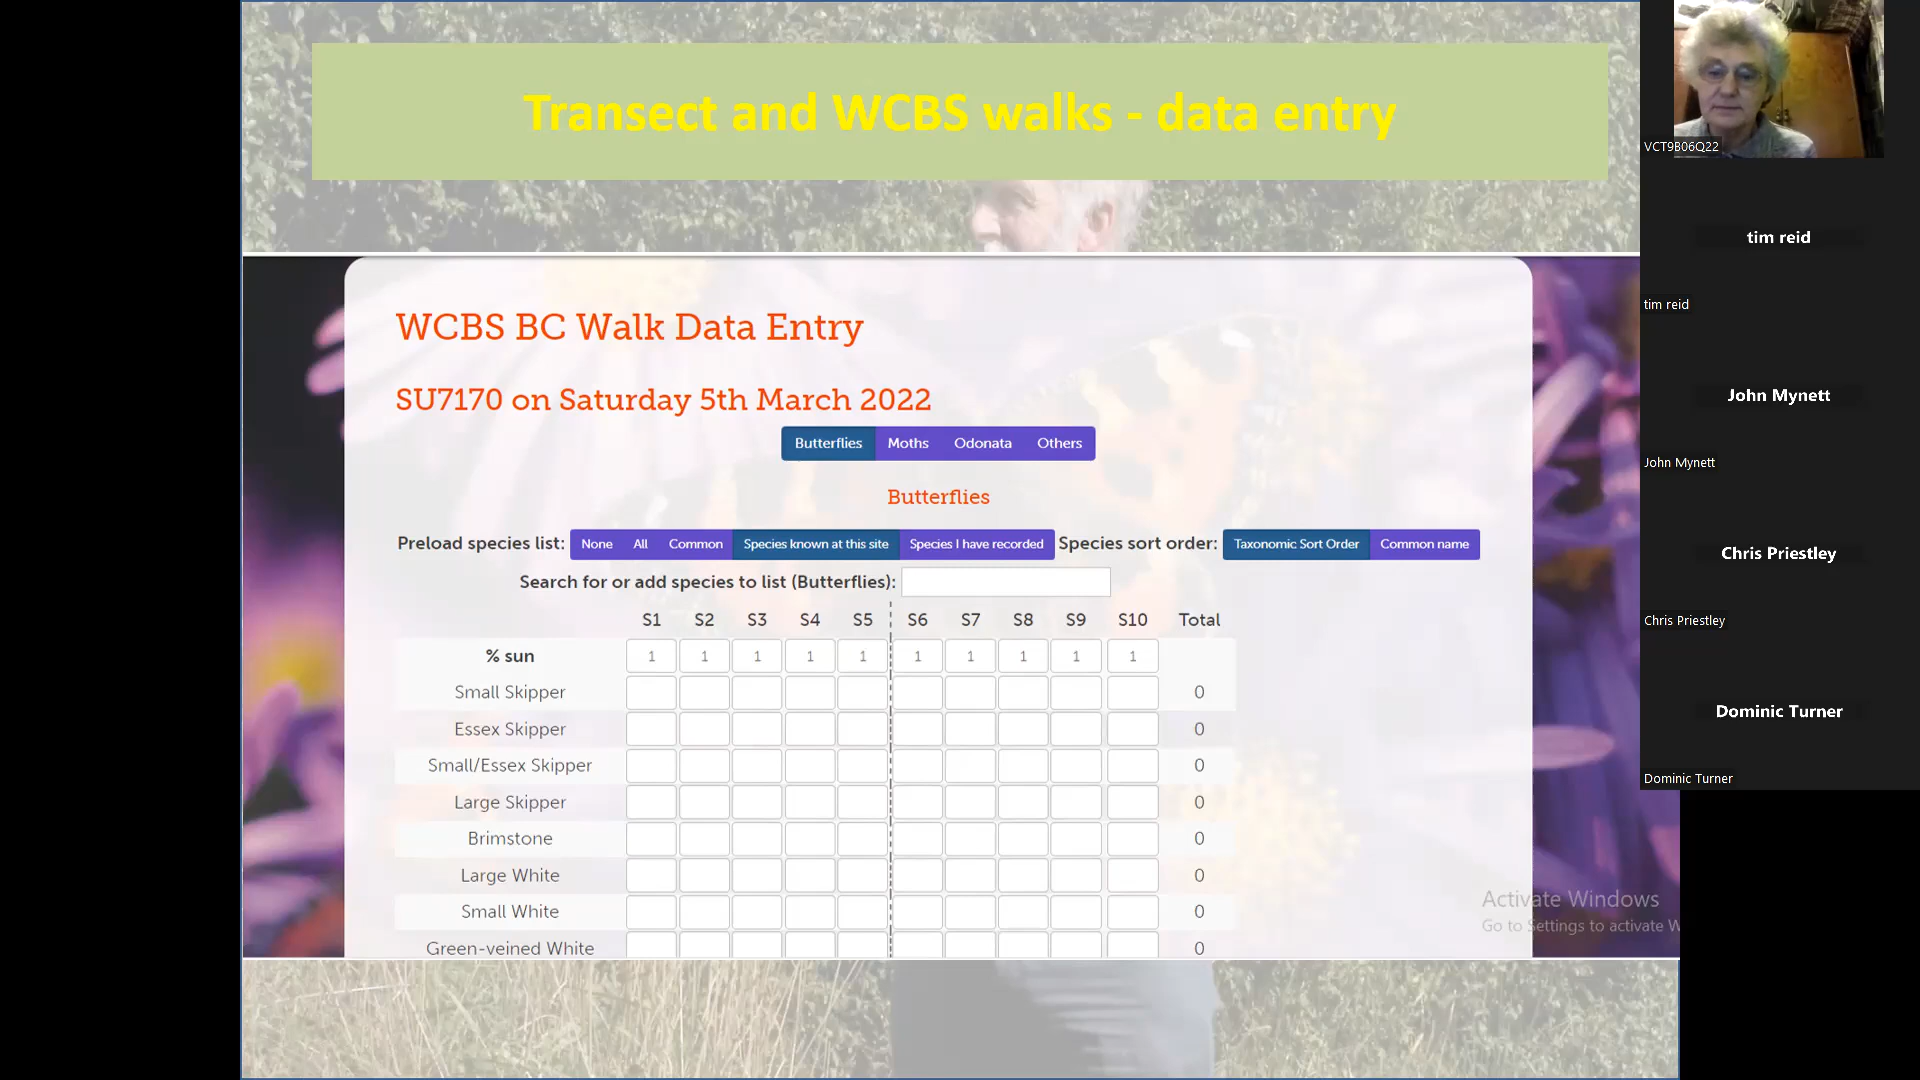 Transect and WCBS walks - data entry
WCBS BC Walk Data Entry
SU7170 on Saturday 5th March 2022
Butterflies Moths Odonata Others
Butterflies
Preload species list: None All Common Species known at this site Species I have recorded Species sort order: Taxonomic Sort Order Common name
Search for or add species to list (Butterflies):
S1 S2 S3 S4 S5 S6 S7 S8 S9 S10 Total
% sun 1 1 1 1 1 1 1 1 1 1
Small Skipper 0
Essex Skipper 0
Small/Essex Skipper 0
Large Skipper 0
Brimstone 0
Large White 0
Small White 0
Green-veined White 0
Activate Windows
Go to Settings to activate W
VCT9B06Q22
tim reid
tim reid
John Mynett
John Mynett
Chris Priestley
Chris Priestley
Dominic Turner
Dominic Turner